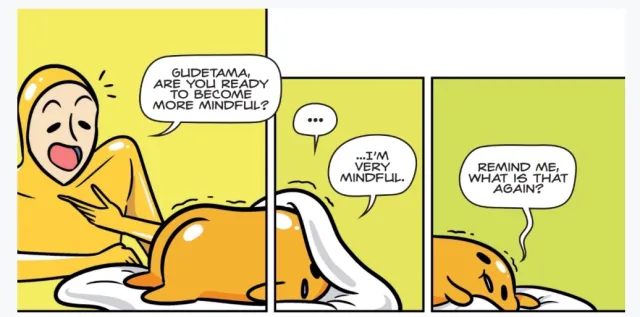 GUDETAMA,
ARE YOU READY
TO BECOME
MORE MINDFUL?
...
...I'M
VERY
MINDFUL.
REMIND ME,
WHAT IS THAT
AGAIN?